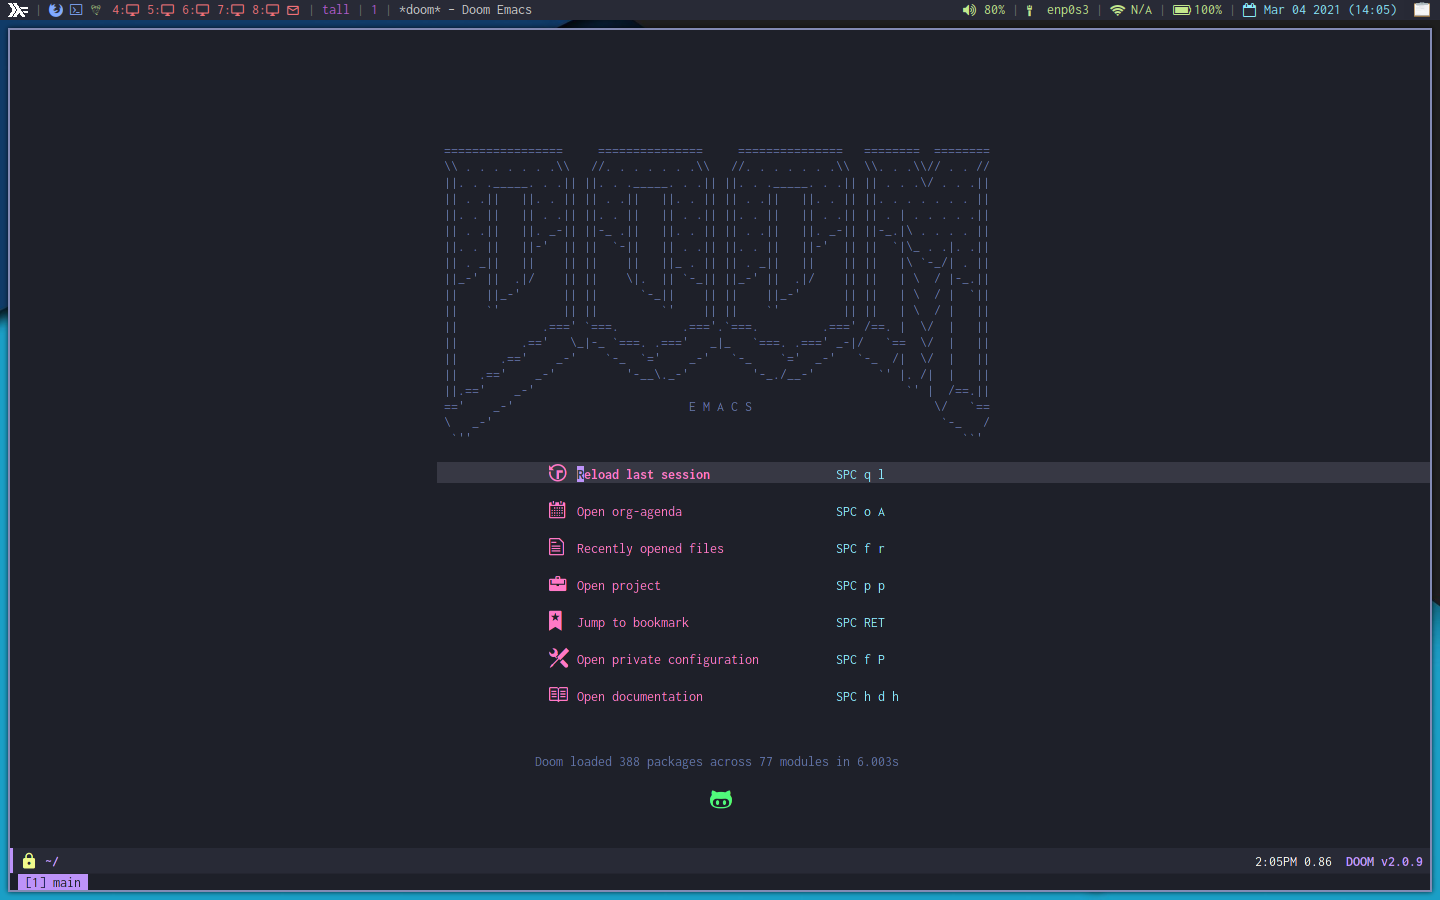 4: 5: 6: 7: 8: | tall | 1 | *doom* - Doom Emacs
80% | enp0s3 | N/A | 100% | Mar 04 2021 (14:05)
E M A C S
Reload last session SPC q l
Open org-agenda SPC o A
Recently opened files SPC f r
Open project SPC p p
Jump to bookmark SPC RET
Open private configuration SPC f P
Open documentation SPC h d h
Doom loaded 388 packages across 77 modules in 6.003s
~/ 2:05PM 0.86 DOOM v2.0.9
[1] main